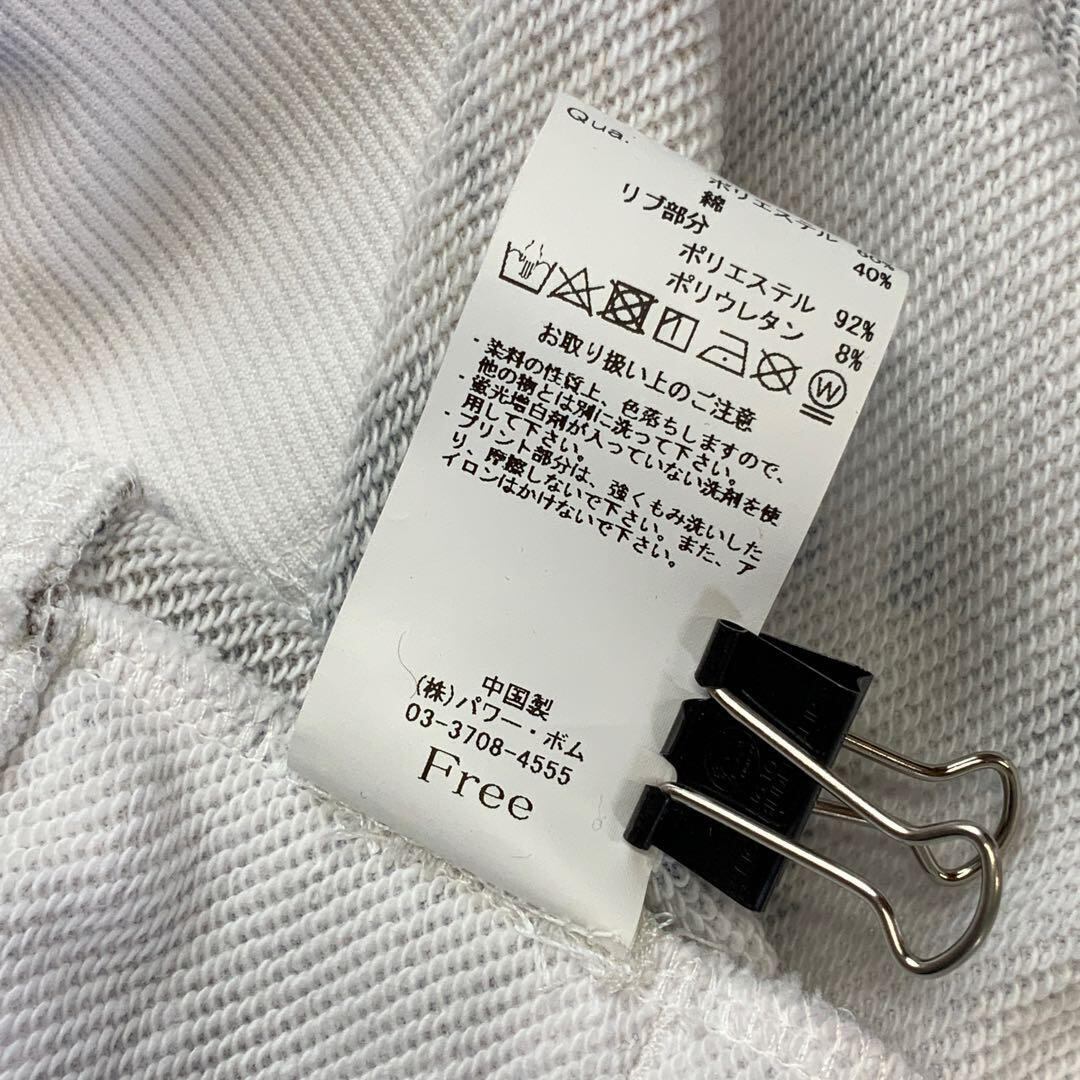 Qua.
ポリエステル 60%
綿 40%
リブ部分
ポリエステル 92%
ポリウレタン 8%
W
お取り扱い上のご注意
・染料の性質上、色落ちしますので、
他の物とは別に洗って下さい。
・蛍光増白剤が入っていない洗剤を使
用して下さい。
・プリント部分は、強くもみ洗いした
り、摩擦しないで下さい。また、ア
イロンはかけないで下さい。
中国製
(株)パワー・ボム
03-3708-4555
Free